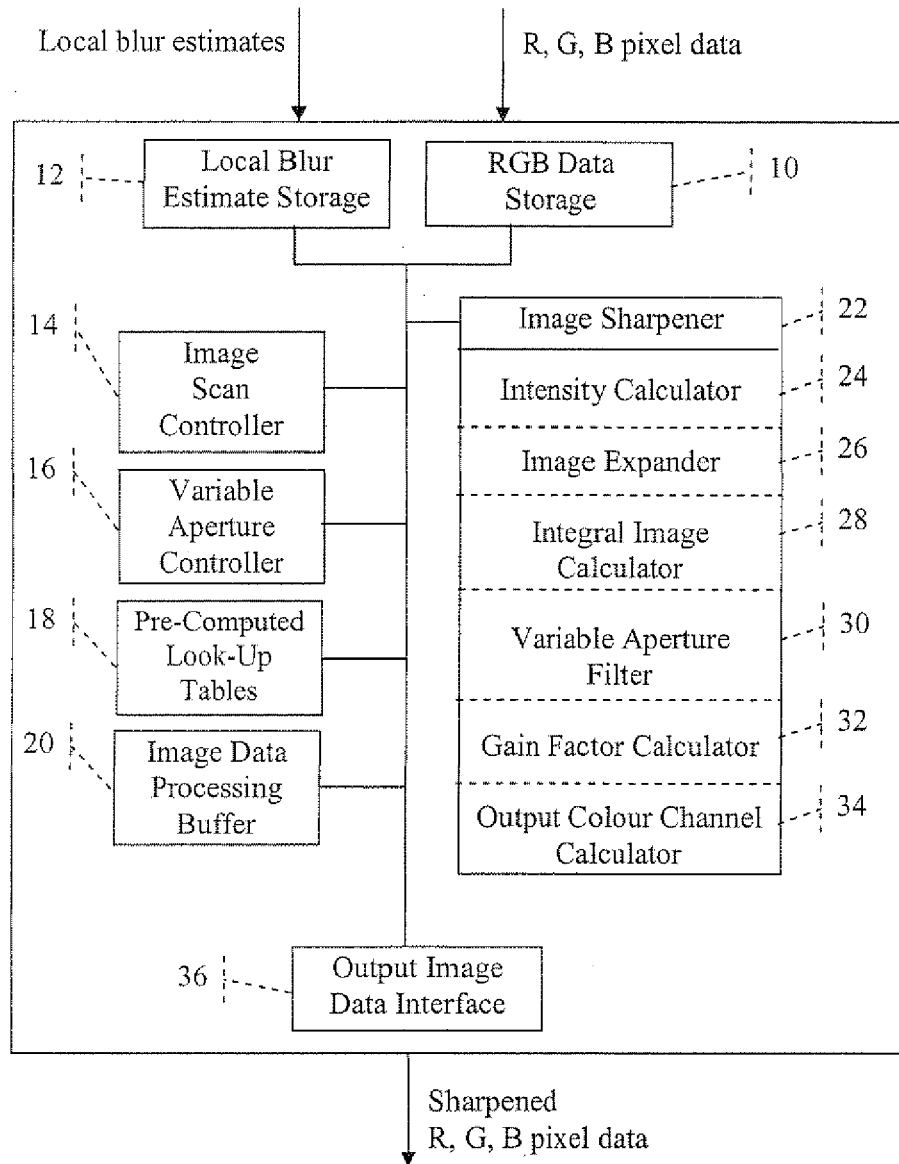 Local blur estimates
R, G, B pixel data
12
Local Blur
Estimate Storage
RGB Data
Storage
10
14
Image
Scan
Controller
16
Variable
Aperture
Controller
18
Pre-Computed
Look-Up
Tables
20
Image Data
Processing
Buffer
Image Sharpener
22
Intensity Calculator
24
Image Expander
26
Integral Image
Calculator
28
Variable Aperture
Filter
30
Gain Factor Calculator
32
Output Colour Channel
Calculator
34
36
Output Image
Data Interface
Sharpened
R, G, B pixel data